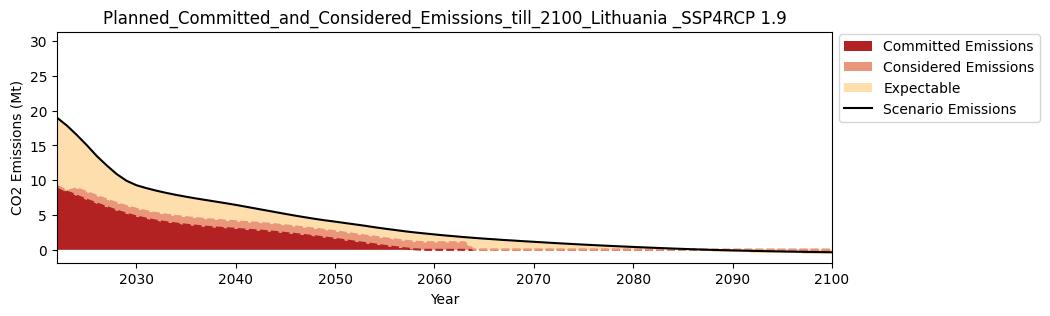 Planned_Committed_and_Considered_Emissions_till_2100_Lithuania _SSP4RCP 1.9
CO2 Emissions (Mt)
30
25
20
15
10
5
0
2030
2040
2050
2060
2070
2080
2090
2100
Year
Committed Emissions
Considered Emissions
Expectable
Scenario Emissions